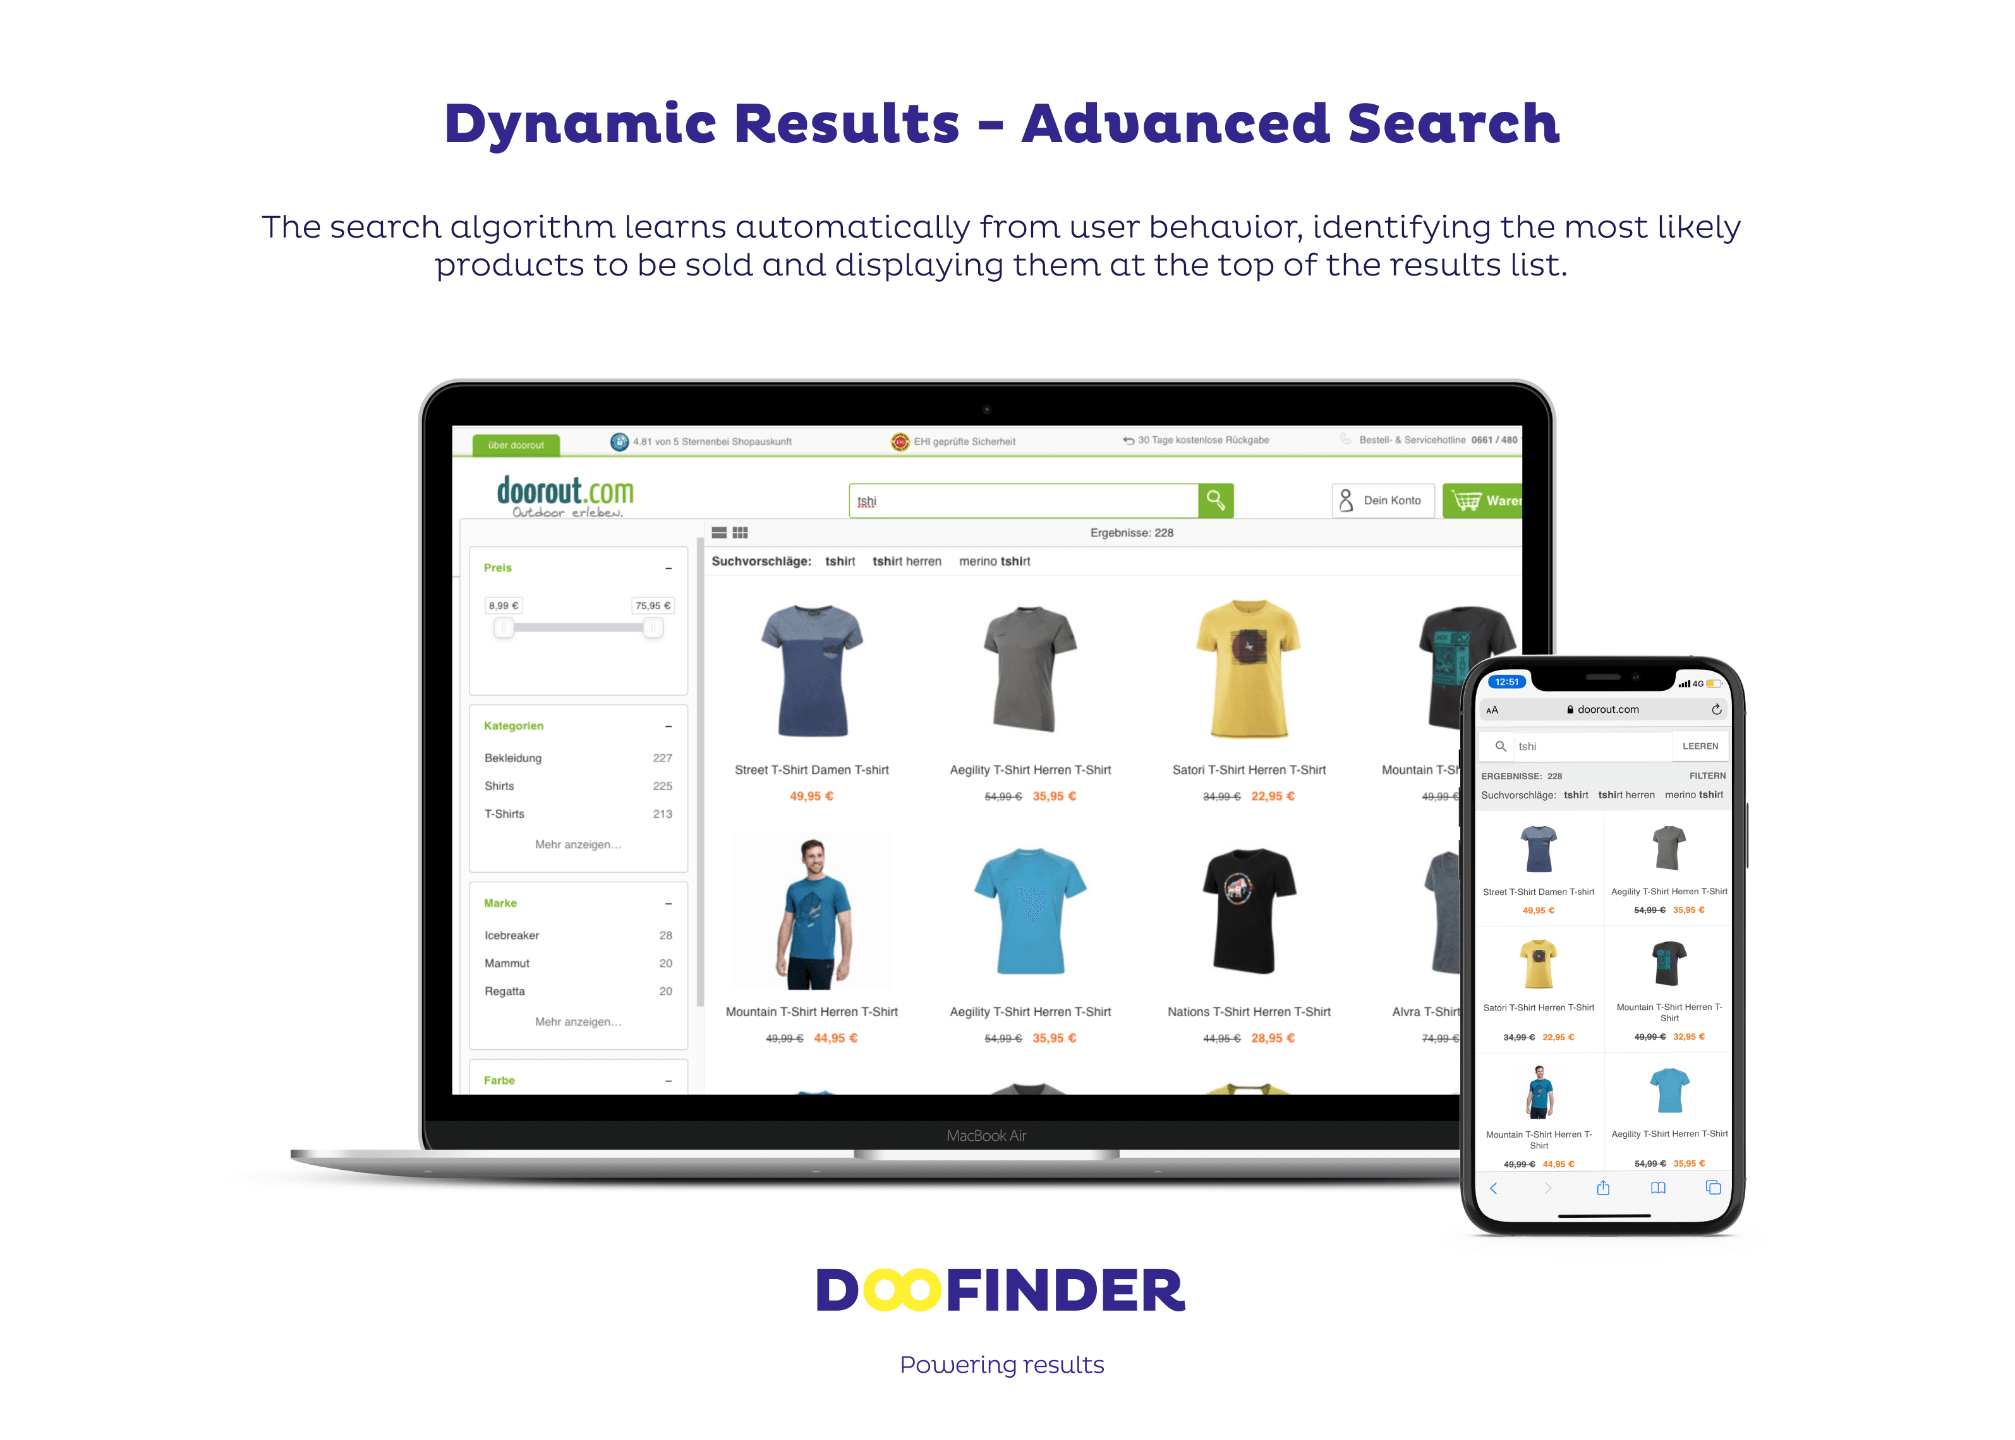 Dynamic Results - Advanced Search
The search algorithm learns automatically from user behavior, identifying the most likely
products to be sold and displaying them at the top of the results list.
über doorout
4.81 von 5 Sternenbei Shopauskunft
EHI geprüfte Sicherheit
30 Tage kostenlose Rückgabe
Bestell- & Servicehotline 0661 / 480
doorout.com
Outdoor erleben.
tshi
Dein Konto
Waren
Ergebnisse: 228
Suchvorschläge: tshirt tshirt herren merino tshirt
Preis –
8,99 € 75,95 €
Kategorien –
Bekleidung 227
Shirts 225
T-Shirts 213
Mehr anzeigen...
Marke –
Icebreaker 28
Mammut 20
Regatta 20
Mehr anzeigen...
Farbe –
Street T-Shirt Damen T-shirt
49,95 €
Aegility T-Shirt Herren T-Shirt
54,99 € 35,95 €
Satori T-Shirt Herren T-Shirt
34,99 € 22,95 €
Mountain T-Sh
49,99 €
Mountain T-Shirt Herren T-Shirt
49,99 € 44,95 €
Aegility T-Shirt Herren T-Shirt
54,99 € 35,95 €
Nations T-Shirt Herren T-Shirt
44,95 € 28,95 €
Alvra T-Shirt
74,99 €
MacBook Air
12:51
4G
AA doorout.com
tshi LEEREN
ERGEBNISSE: 228 FILTERN
Suchvorschläge: tshirt tshirt herren merino tshirt
Street T-Shirt Damen T-shirt
49,95 €
Aegility T-Shirt Herren T-Shirt
54,99 € 35,95 €
Satori T-Shirt Herren T-Shirt
34,99 € 22,95 €
Mountain T-Shirt Herren T-
Shirt
49,99 € 32,95 €
Mountain T-Shirt Herren T-
Shirt
49,99 € 44,95 €
Aegility T-Shirt Herren T-Shirt
54,99 € 35,95 €
DOOFINDER
Powering results